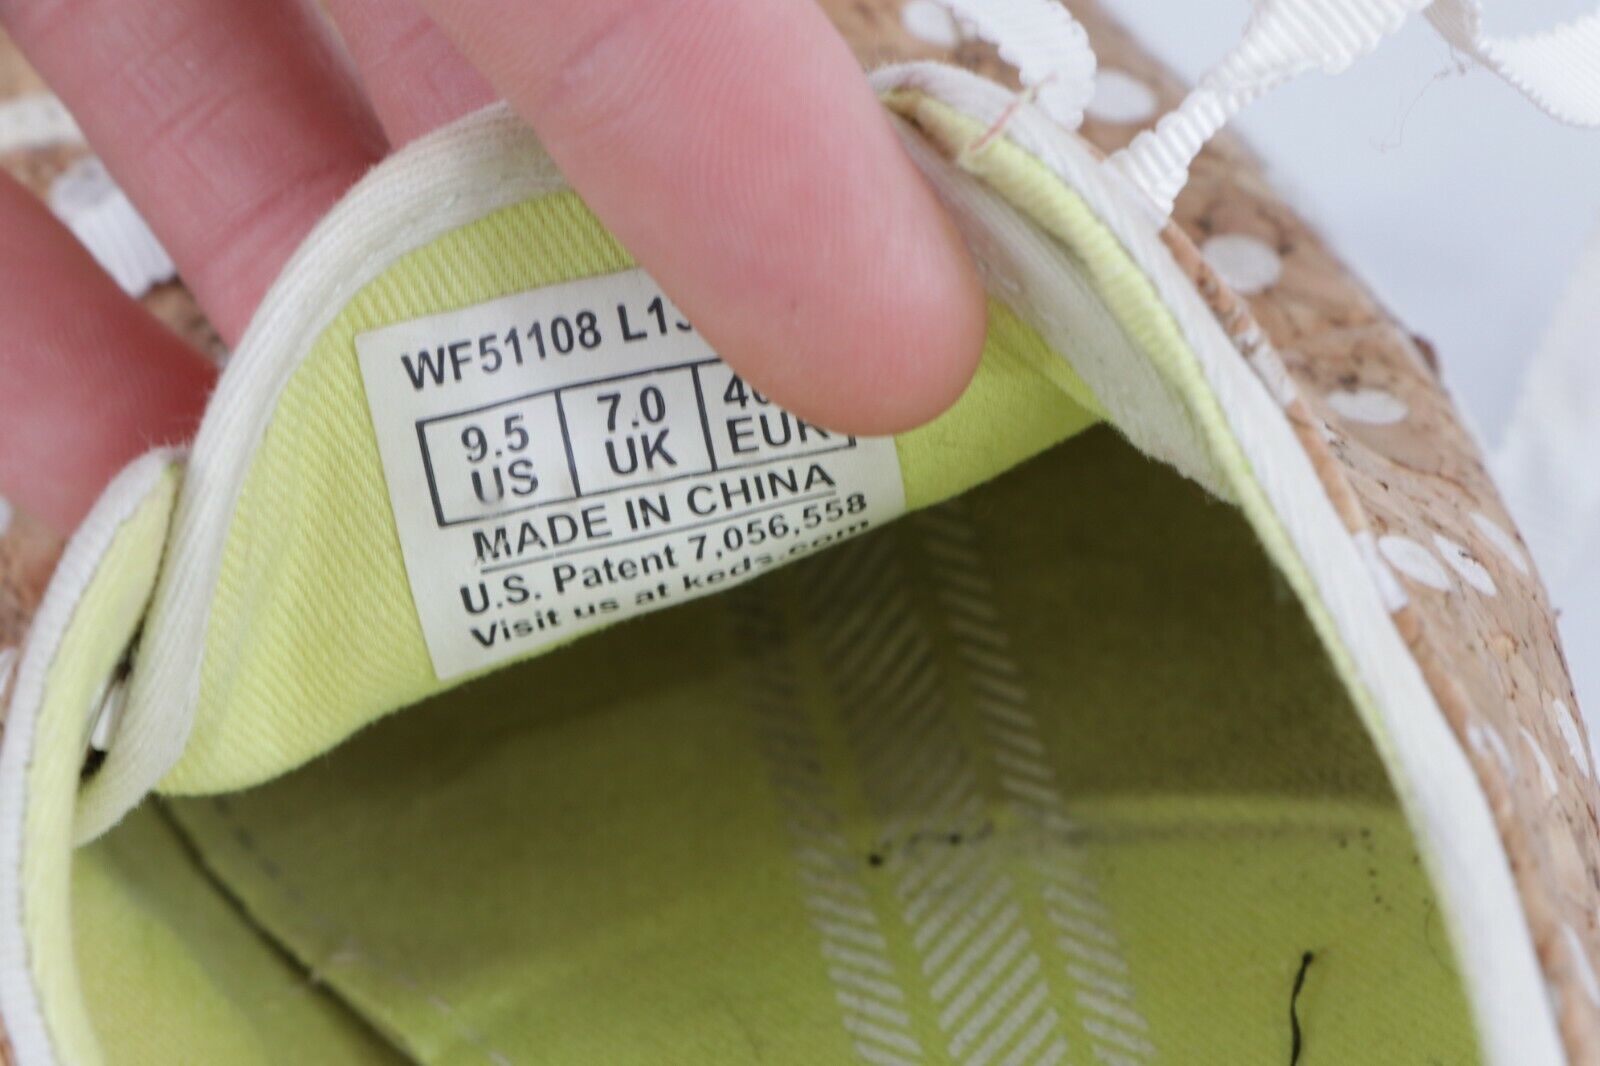 WF51108
9.5 7.0
US UK EUR
MADE IN CHINA
U.S. Patent 7,056,558
Visit us at keds.com